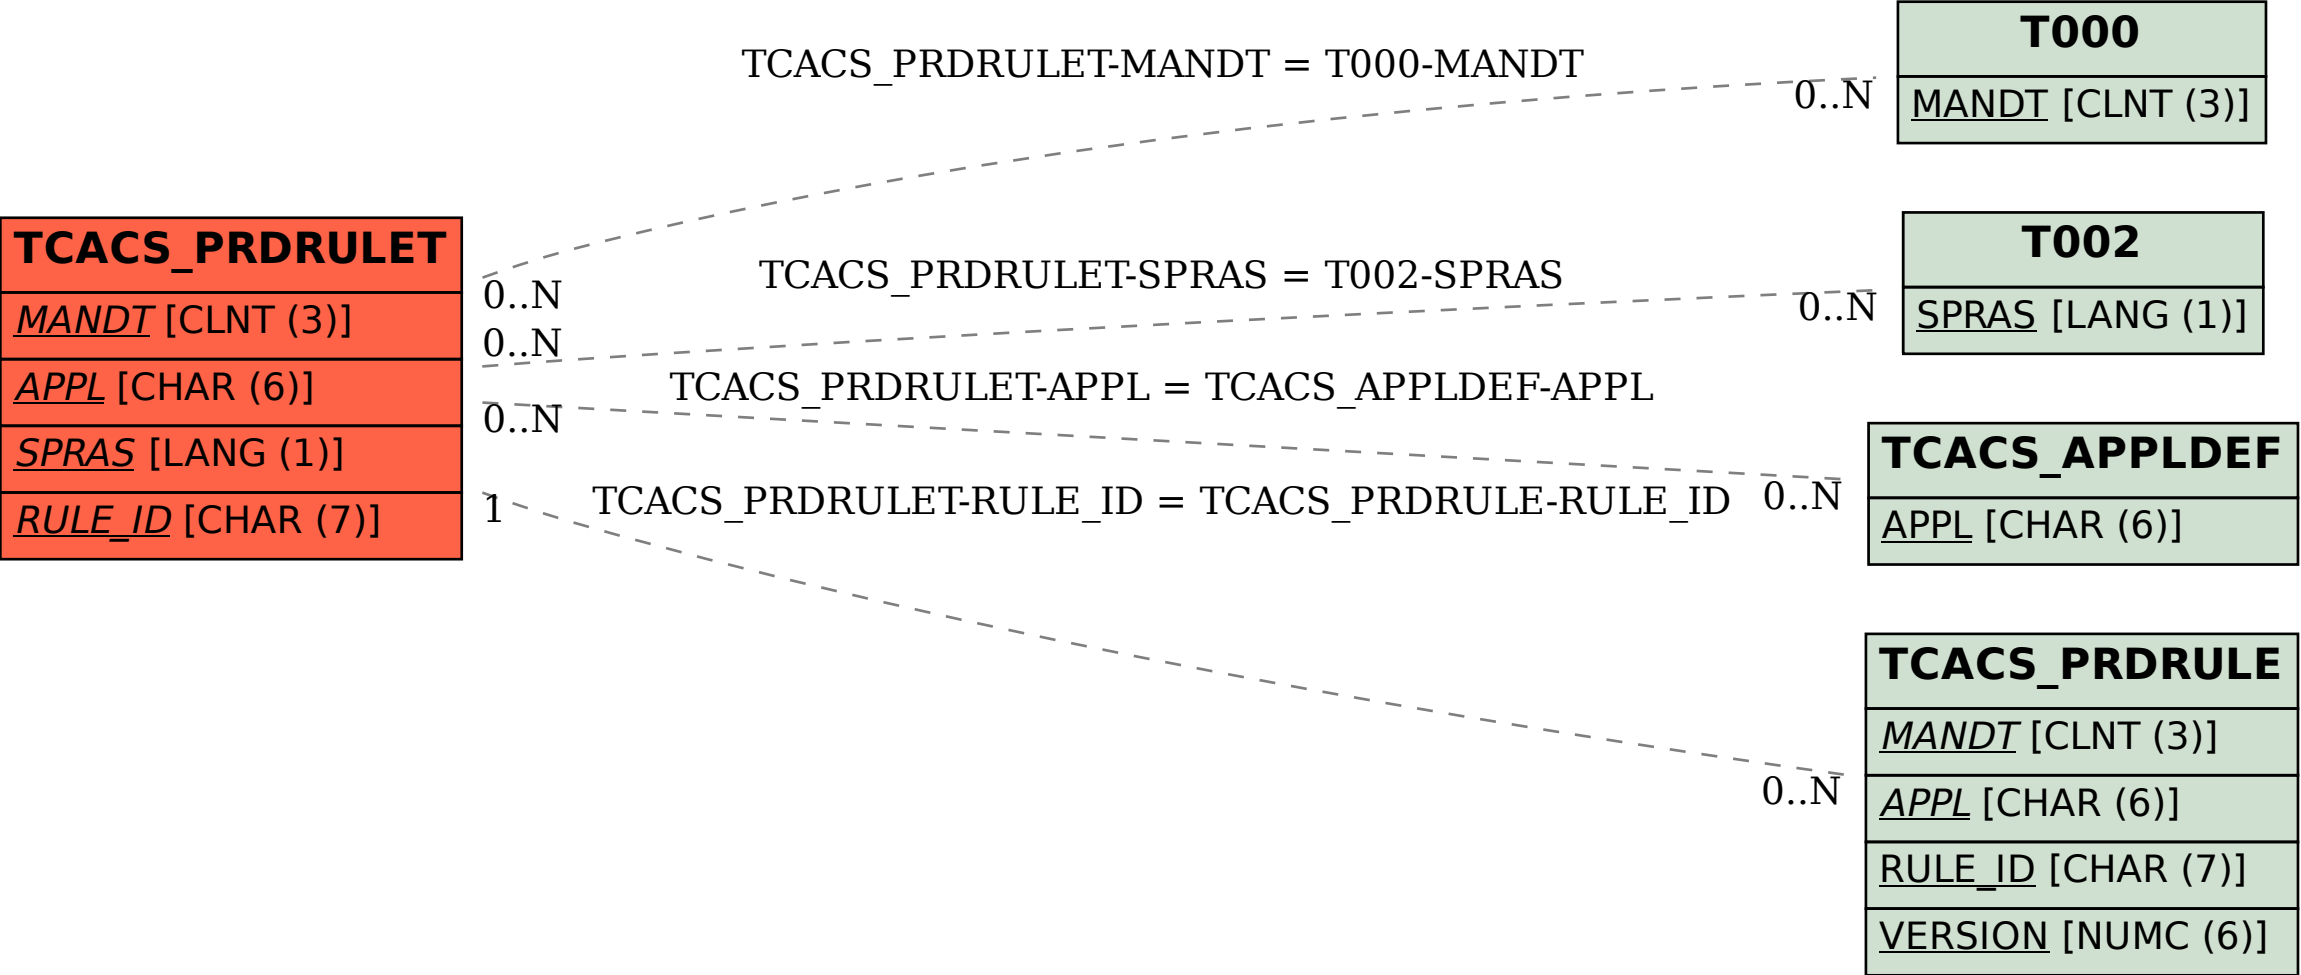 TCACS_PRDRULET
MANDT [CLNT (3)]
APPL [CHAR (6)]
SPRAS [LANG (1)]
RULE_ID [CHAR (7)]
TCACS_PRDRULET-MANDT = T000-MANDT
0..N
0..N
TCACS_PRDRULET-SPRAS = T002-SPRAS
0..N
0..N
TCACS_PRDRULET-APPL = TCACS_APPLDEF-APPL
0..N
0..N
TCACS_PRDRULET-RULE_ID = TCACS_PRDRULE-RULE_ID
1
0..N
T000
MANDT [CLNT (3)]
T002
SPRAS [LANG (1)]
TCACS_APPLDEF
APPL [CHAR (6)]
TCACS_PRDRULE
MANDT [CLNT (3)]
APPL [CHAR (6)]
RULE_ID [CHAR (7)]
VERSION [NUMC (6)]